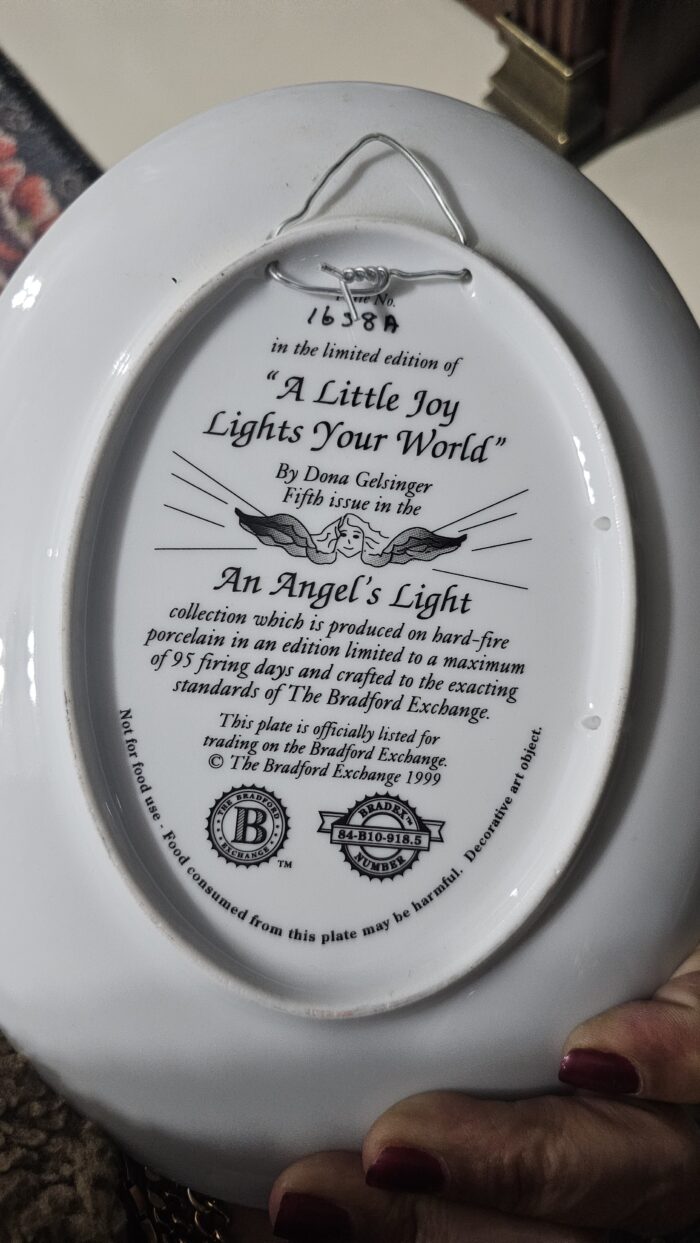 Plate No.
1638A
in the limited edition of
"A Little Joy
Lights Your World"
By Dona Gelsinger
Fifth issue in the
An Angel's Light
collection which is produced on hard-fire
porcelain in an edition limited to a maximum
of 95 firing days and crafted to the exacting
standards of The Bradford Exchange.
This plate is officially listed for
trading on the Bradford Exchange.
© The Bradford Exchange 1999
THE BRADFORD
B
EXCHANGE
TM
BRADEX™
84-B10-918.5
NUMBER
Not for food use - Food consumed from this plate may be harmful. Decorative art object.